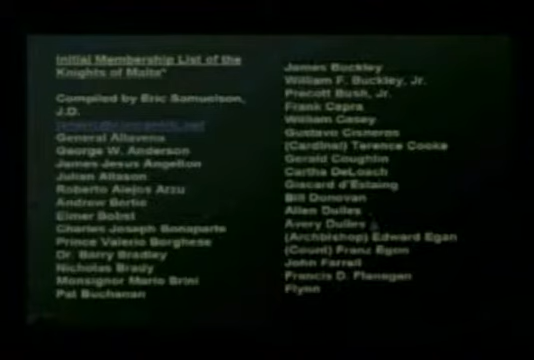 Initial Membership List of the
Knights of Malta"
Compiled by Eric Samuelson,
J.D.
General Altavena
George W. Anderson
James Jesus Angelton
Julian Allason
Roberto Alejos Arzu
Andrew Bertie
Elmer Bobst
Charles Joseph Bonaparte
Prince Valerio Borghese
Dr. Barry Bradley
Nicholas Brady
Monsignor Mario Brini
Pat Buchanan
James Buckley
William F. Buckley, Jr.
Precott Bush, Jr.
Frank Capra
William Casey
Gustavo Cisneros
(Cardinal) Terence Cooke
Gerald Coughlin
Cartha DeLoach
Giscard d'Estaing
Bill Donovan
Allen Dulles
Avery Dulles
(Archbishop) Edward Egan
(Count) Franz Egon
John Farrell
Francis D. Flanagan
Flynn